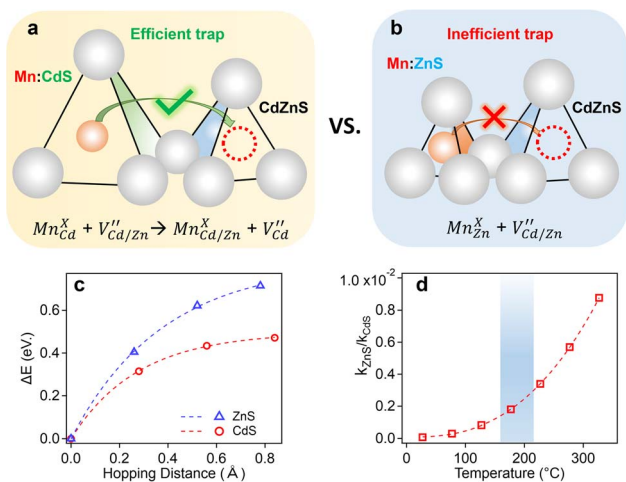 a
Efficient trap
Mn:CdS
CdZnS
Mn^X_Cd + V''_Cd/Zn → Mn^X_Cd/Zn + V''_Cd
VS.
b
Inefficient trap
Mn:ZnS
CdZnS
Mn^X_Zn + V''_Cd/Zn
c
ΔE (eV.)
0.6
0.4
0.2
0.0
ZnS
CdS
0.0 0.2 0.4 0.6 0.8
Hopping Distance (Å)
d
k_ZnS/k_CdS
1.0 x10^-2
0.8
0.6
0.4
0.2
0.0
100 200 300
Temperature (°C)